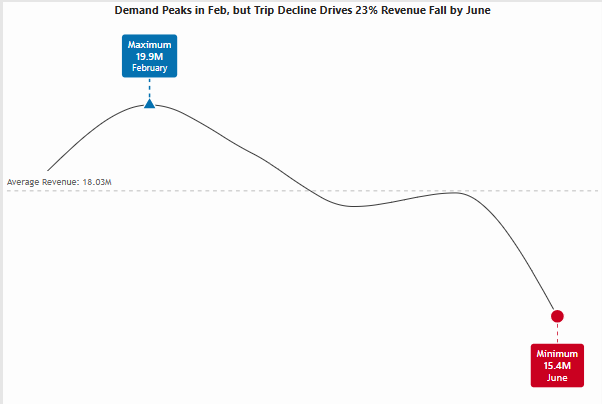 Demand Peaks in Feb, but Trip Decline Drives 23% Revenue Fall by June
Maximum
19.9M
February
Average Revenue: 18.03M
Minimum
15.4M
June